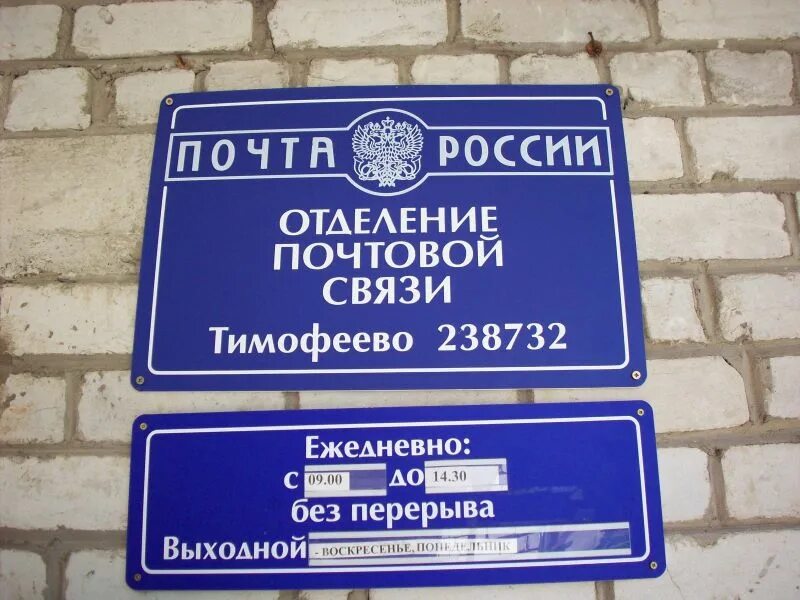 ПОЧТА РОССИИ
ОТДЕЛЕНИЕ
ПОЧТОВОЙ
СВЯЗИ
Тимофеево 238732
Ежедневно:
с 09.00 до 14.30
без перерыва
Выходной - ВОСКРЕСЕНЬЕ, ПОНЕДЕЛЬНИК